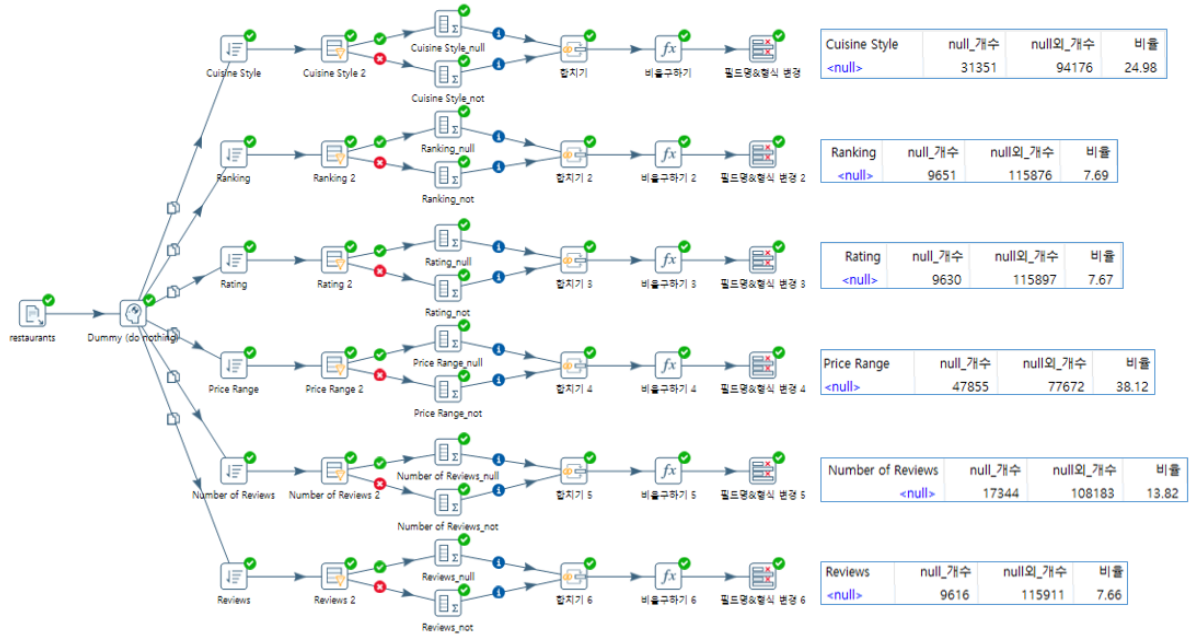 restaurants
Dummy (do nothing)
Cuisine Style
Cuisine Style 2
Cuisine Style_null
Cuisine Style_not
합치기
비율구하기
필드명&형식 변경
Cuisine Style null_개수 null외_개수 비율
<null> 31351 94176 24.98
Ranking
Ranking 2
Ranking_null
Ranking_not
합치기 2
비율구하기 2
필드명&형식 변경 2
Ranking null_개수 null외_개수 비율
<null> 9651 115876 7.69
Rating
Rating 2
Rating_null
Rating_not
합치기 3
비율구하기 3
필드명&형식 변경 3
Rating null_개수 null외_개수 비율
<null> 9630 115897 7.67
Price Range
Price Range 2
Price Range_null
Price Range_not
합치기 4
비율구하기 4
필드명&형식 변경 4
Price Range null_개수 null외_개수 비율
<null> 47855 77672 38.12
Number of Reviews
Number of Reviews 2
Number of Reviews_null
Number of Reviews_not
합치기 5
비율구하기 5
필드명&형식 변경 5
Number of Reviews null_개수 null외_개수 비율
<null> 17344 108183 13.82
Reviews
Reviews 2
Reviews_null
Reviews_not
합치기 6
비율구하기 6
필드명&형식 변경 6
Reviews null_개수 null외_개수 비율
<null> 9616 115911 7.66